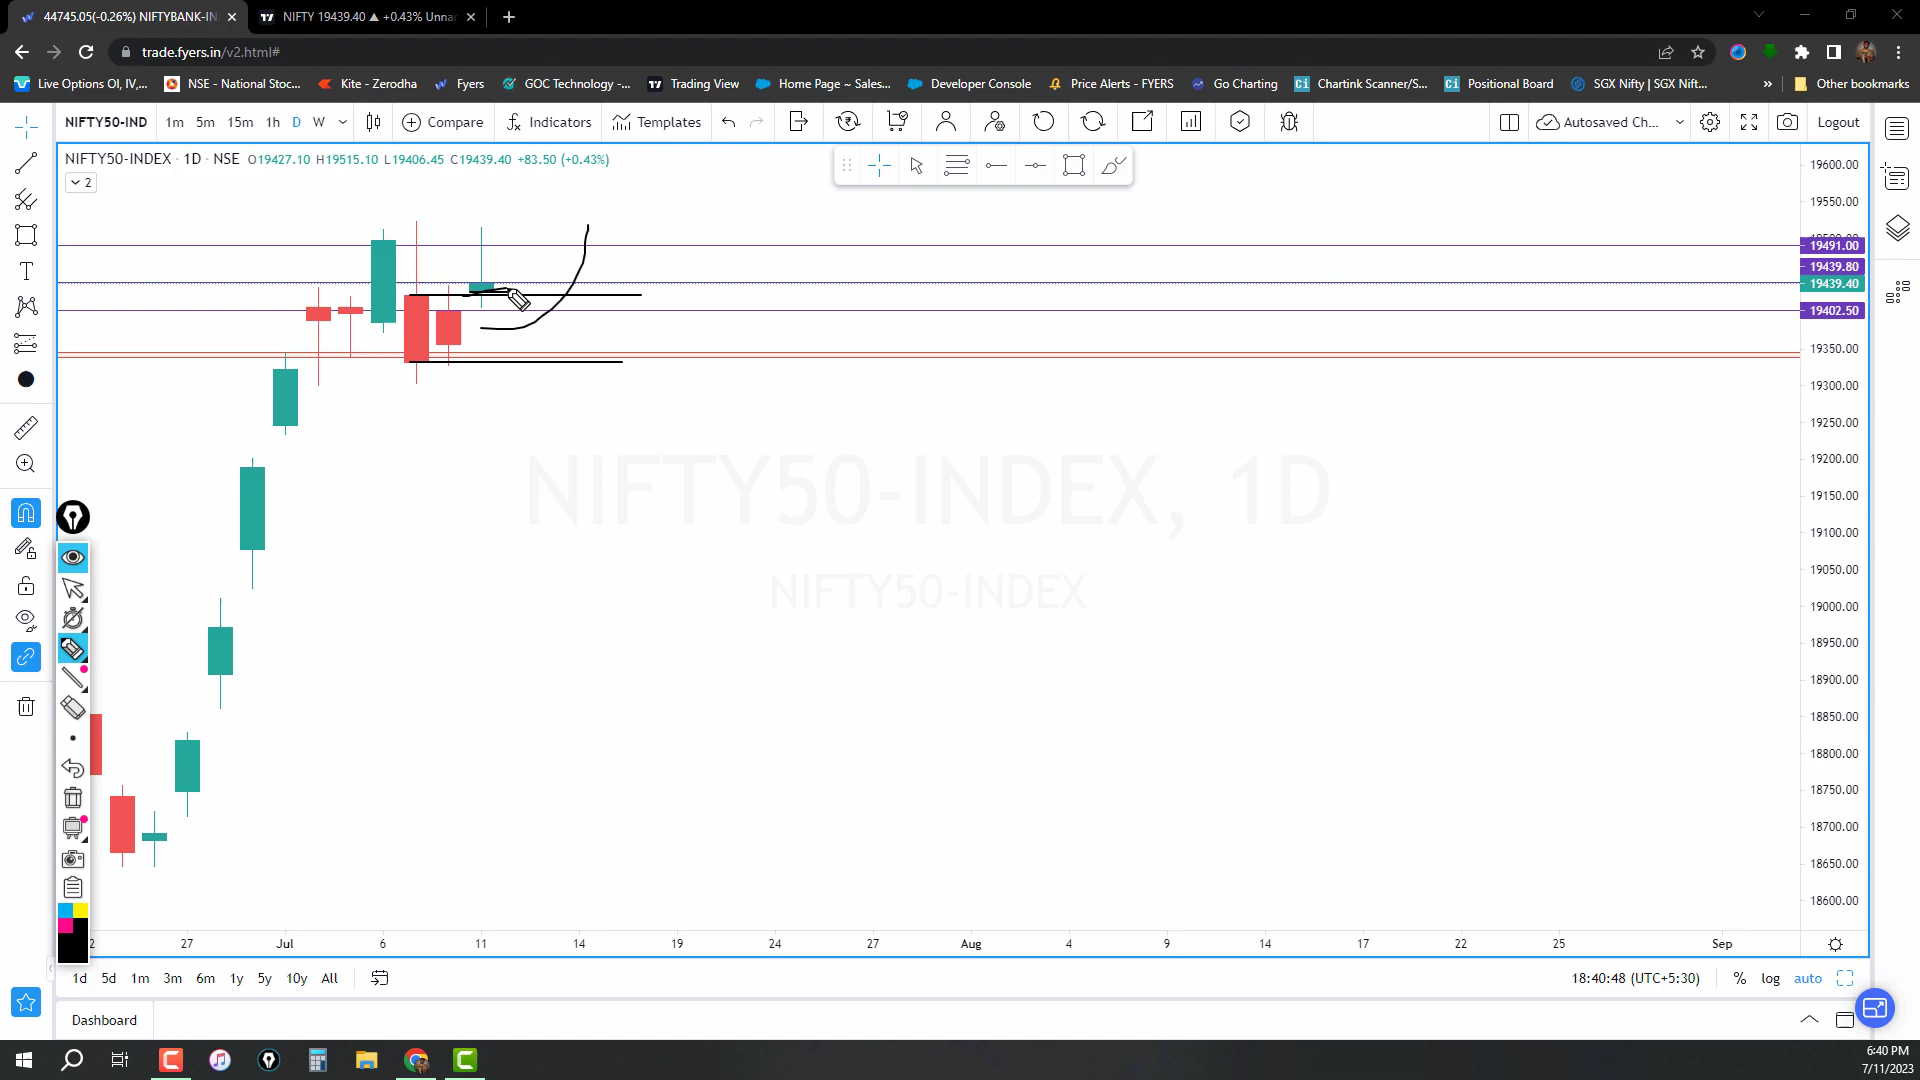 44745.05(-0.26%) NIFTYBANK-IN
NIFTY 19439.40 ▲ +0.43% Unnar
trade.fyers.in/v2.html#
Live Options OI, IV,... NSE - National Stoc... Kite - Zerodha Fyers GOC Technology -... Trading View Home Page ~ Sales... Developer Console Price Alerts - FYERS Go Charting Chartink Scanner/S... Positional Board SGX Nifty | SGX Nift... » Other bookmarks
NIFTY50-IND 1m 5m 15m 1h D W Compare Indicators Templates Autosaved Ch... Logout
NIFTY50-INDEX · 1D · NSE O19427.10 H19515.10 L19406.45 C19439.40 +83.50 (+0.43%)
2
19600.00
19550.00
19491.00
19439.80
19439.40
19402.50
19350.00
19300.00
19250.00
19200.00
19150.00
19100.00
19050.00
19000.00
18950.00
18900.00
18850.00
18800.00
18750.00
18700.00
18650.00
18600.00
NIFTY50-INDEX, 1D
NIFTY50-INDEX
2 27 Jul 6 11 14 19 24 27 Aug 4 9 14 17 22 25 Sep
1d 5d 1m 3m 6m 1y 5y 10y All 18:40:48 (UTC+5:30) % log auto
Dashboard
6:40 PM
7/11/2023